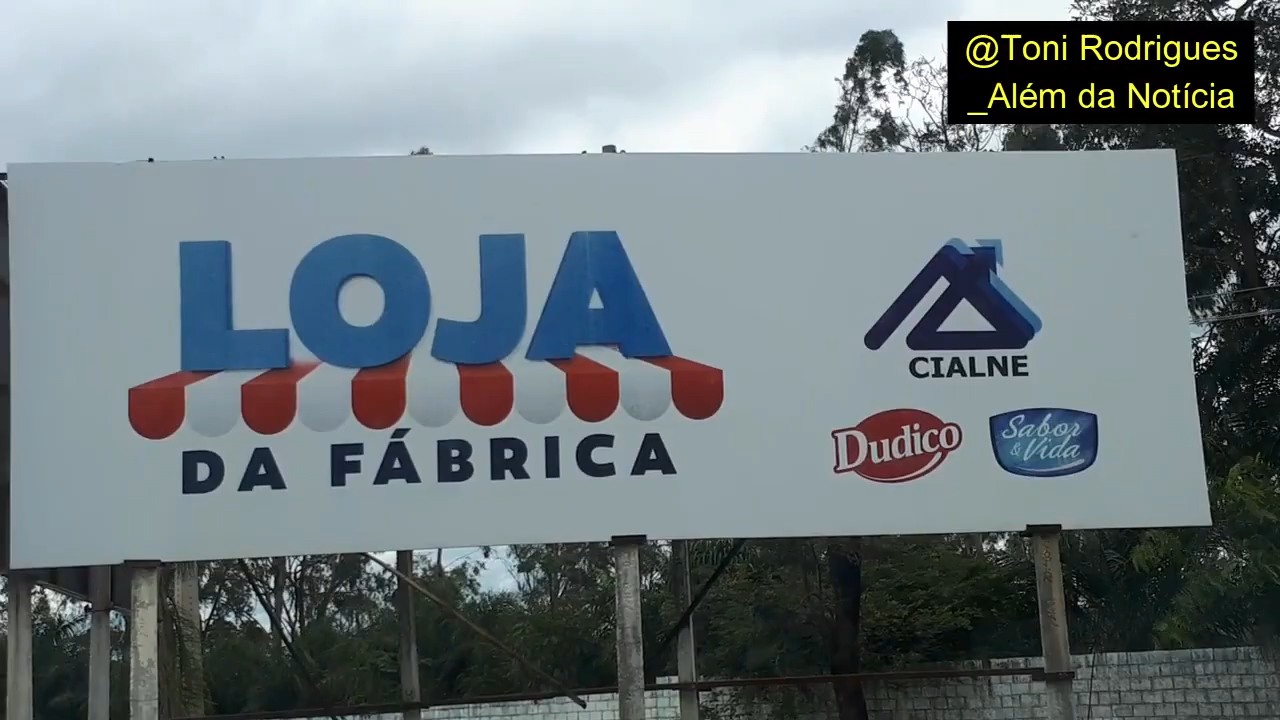 @Toni Rodrigues
_Além da Notícia
LOJA
DA FÁBRICA
CIALNE
Dudico
Sabor
& Vida